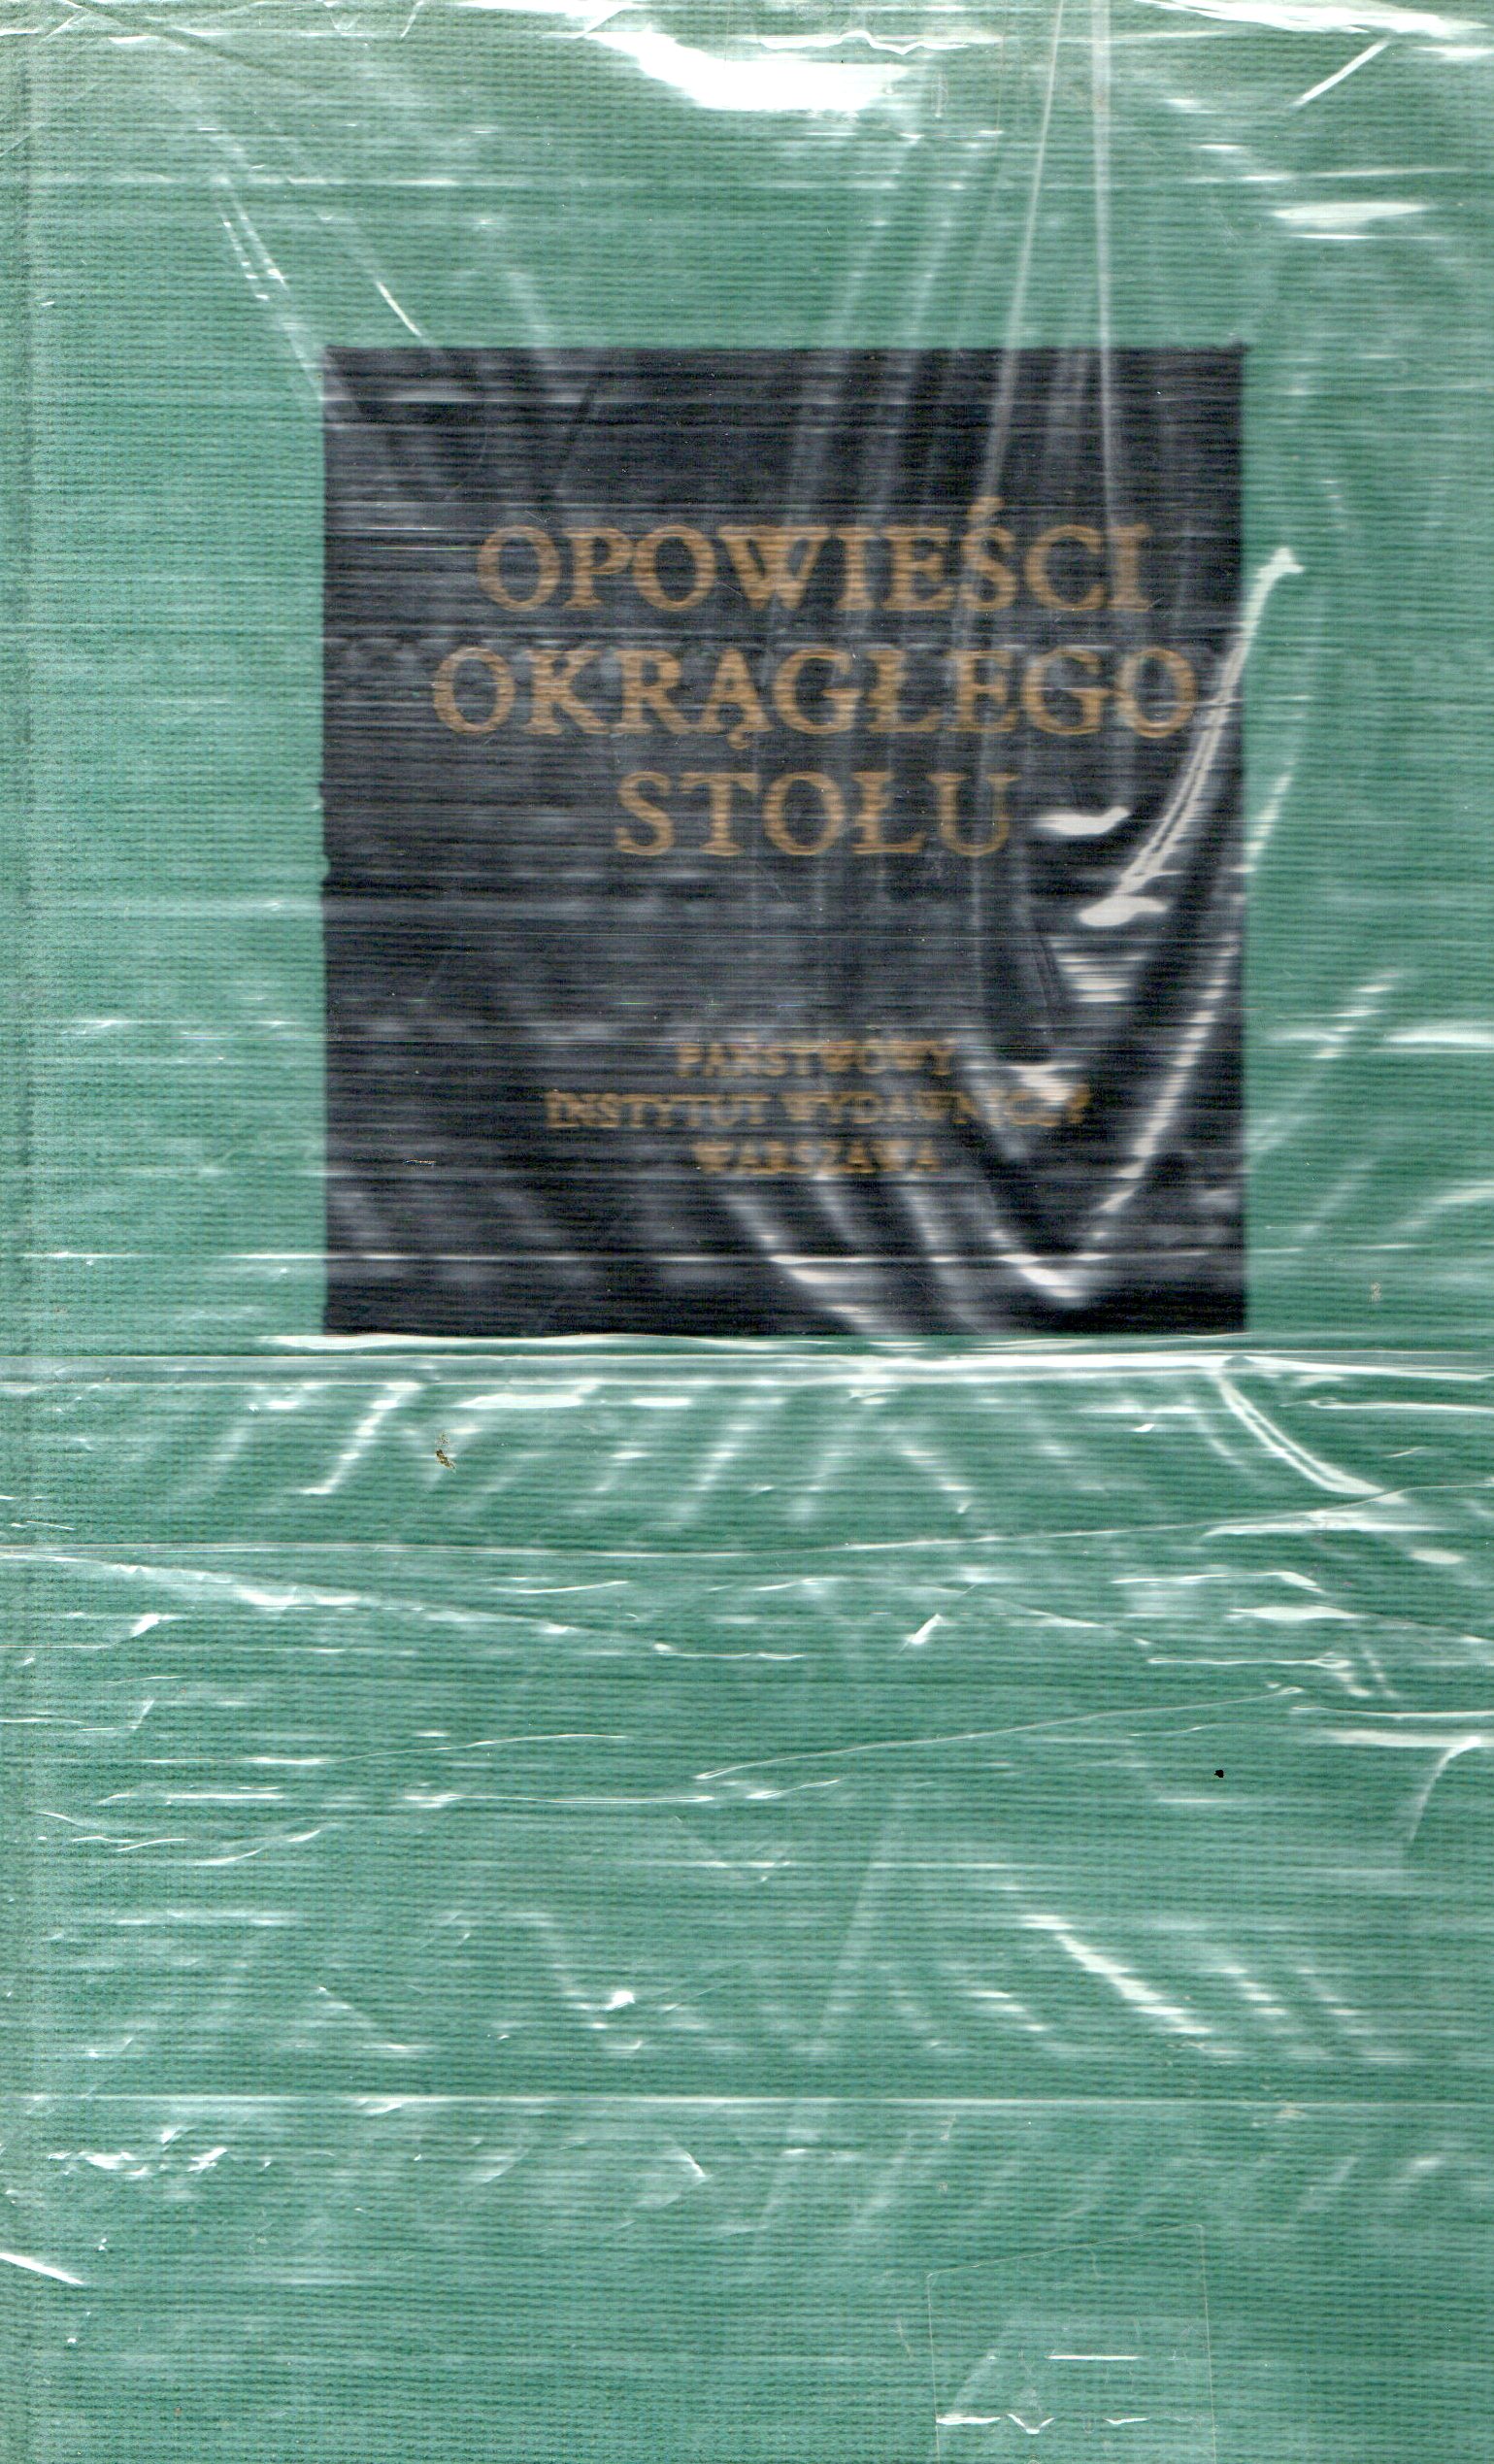 OPOWIEŚCI
OKRĄGŁEGO
STOŁU
PAŃSTWOWY
INSTYTUT WYDAWNICZY
WARSZAWA